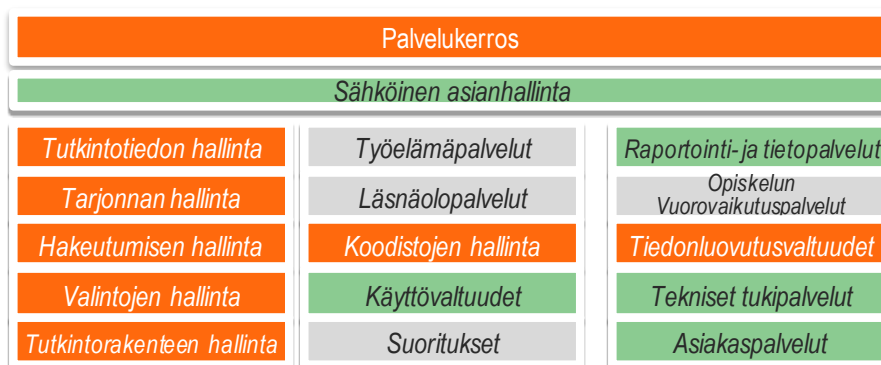 Palvelukerros
Sähköinen asianhallinta
Tutkintotiedon hallinta
Tarjonnan hallinta
Hakeutumisen hallinta
Valintojen hallinta
Tutkintorakenteen hallinta
Työelämäpalvelut
Läsnäolopalvelut
Koodistojen hallinta
Käyttövaltuudet
Suoritukset
Raportointi- ja tietopalvelut
Opiskelun
Vuorovaikutuspalvelut
Tiedonluovutusvaltuudet
Tekniset tukipalvelut
Asiakaspalvelut